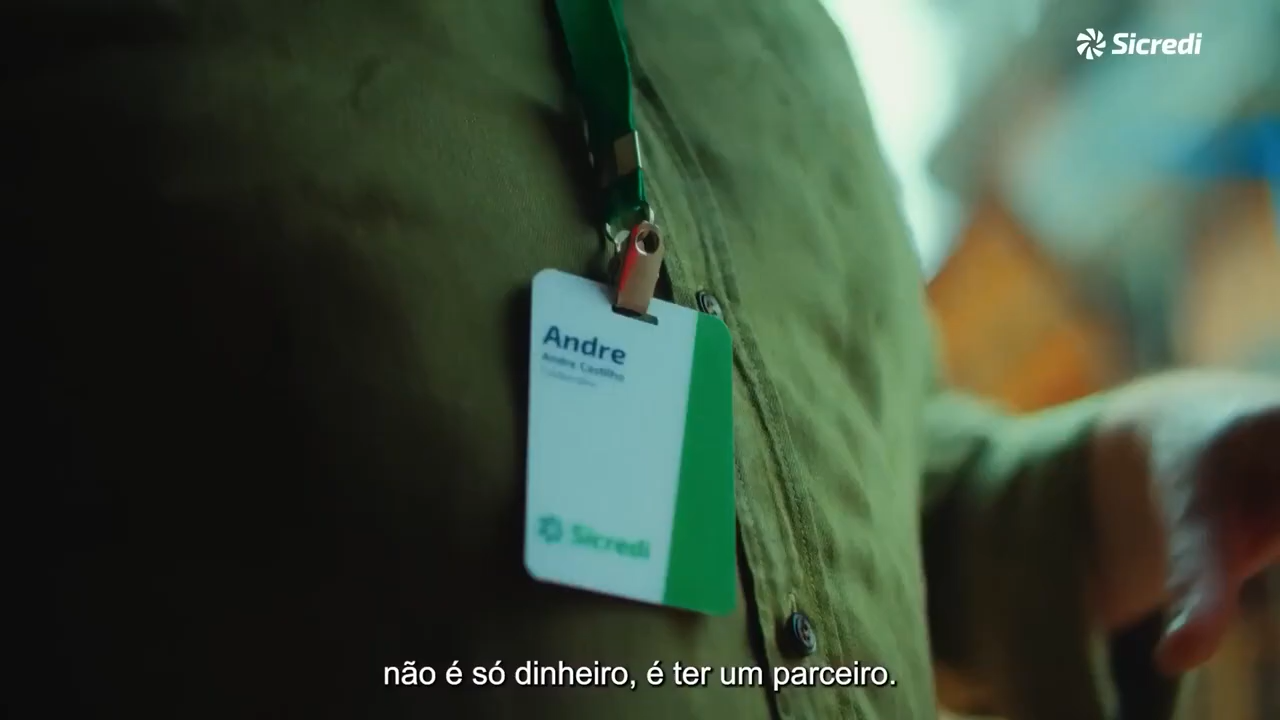 Sicredi
Andre
Andre Castilho
Sicredi
não é só dinheiro, é ter um parceiro.